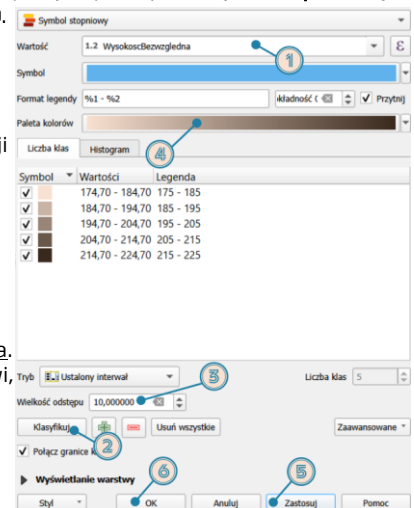 Symbol stopniowy
Wartość 1.2 WysokoscBezwzgledna ε
1
Symbol
Format legendy %1 - %2 kładność ( Przytnij
Paleta kolorów
4
Liczba klas Histogram
Symbol Wartości Legenda
174,70 - 184,70 175 - 185
184,70 - 194,70 185 - 195
194,70 - 204,70 195 - 205
204,70 - 214,70 205 - 215
214,70 - 224,70 215 - 225
Tryb Ustalony interwał 3 Liczba klas 5
Wielkość odstępu 10,000000
Klasyfikuj 2 Usuń wszystkie Zaawansowane
Połącz granice
Wyświetlanie warstwy
6 5
Styl OK Anuluj Zastosuj Pomoc